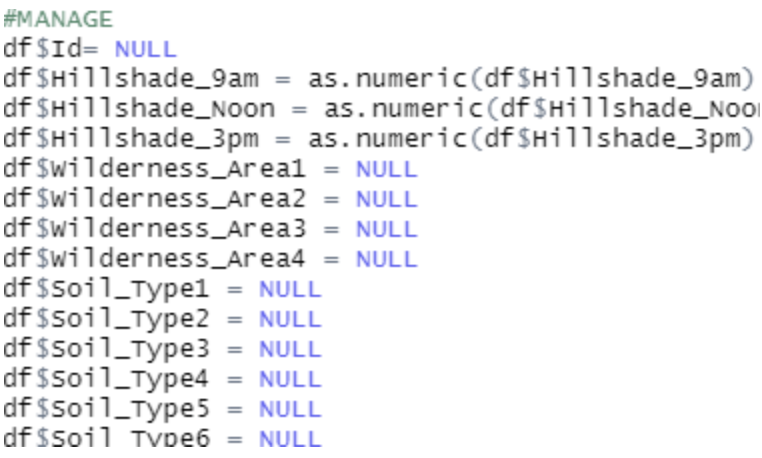 #MANAGE
df$Id= NULL
df$Hillshade_9am = as.numeric(df$Hillshade_9am)
df$Hillshade_Noon = as.numeric(df$Hillshade_Noo
df$Hillshade_3pm = as.numeric(df$Hillshade_3pm)
df$Wilderness_Area1 = NULL
df$Wilderness_Area2 = NULL
df$Wilderness_Area3 = NULL
df$Wilderness_Area4 = NULL
df$Soil_Type1 = NULL
df$Soil_Type2 = NULL
df$Soil_Type3 = NULL
df$Soil_Type4 = NULL
df$Soil_Type5 = NULL
df$Soil_Type6 = NULL